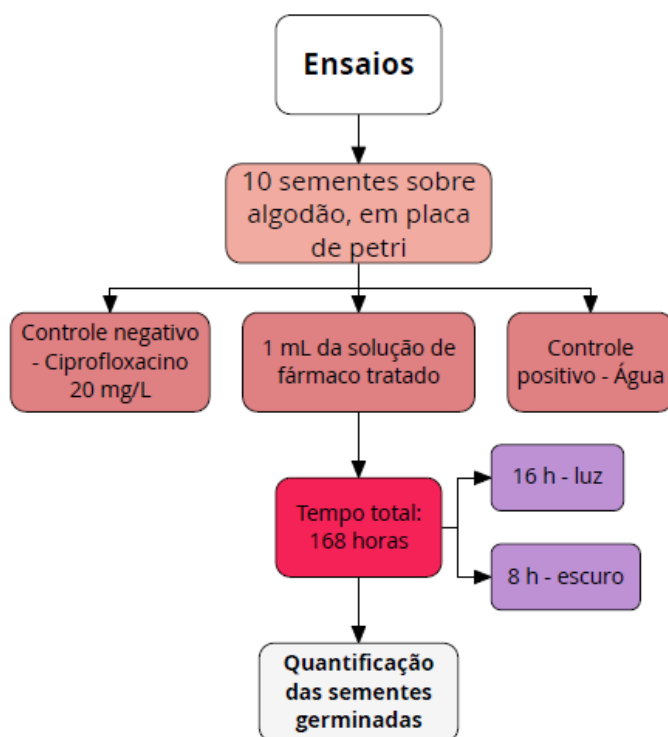 Ensaios
10 sementes sobre
algodão, em placa
de petri
Controle negativo
- Ciprofloxacino
20 mg/L
1 mL da solução de
fármaco tratado
Controle
positivo - Água
Tempo total:
168 horas
16 h - luz
8 h - escuro
Quantificação
das sementes
germinadas